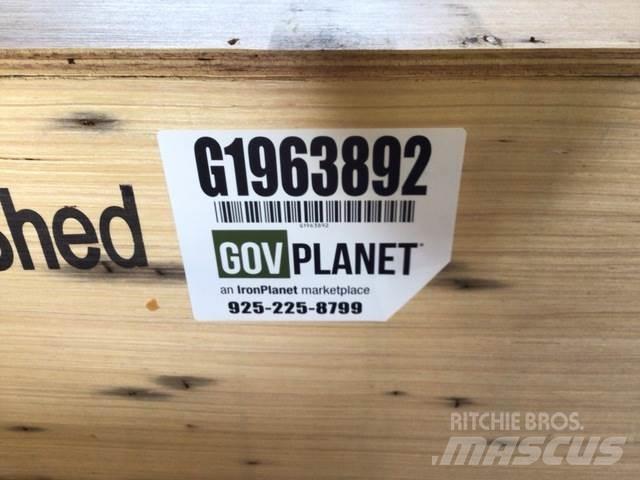 G1963892
G1963892
GOV PLANET
an IronPlanet marketplace
925-225-8799
shed
RITCHIE BROS.
MASCUS